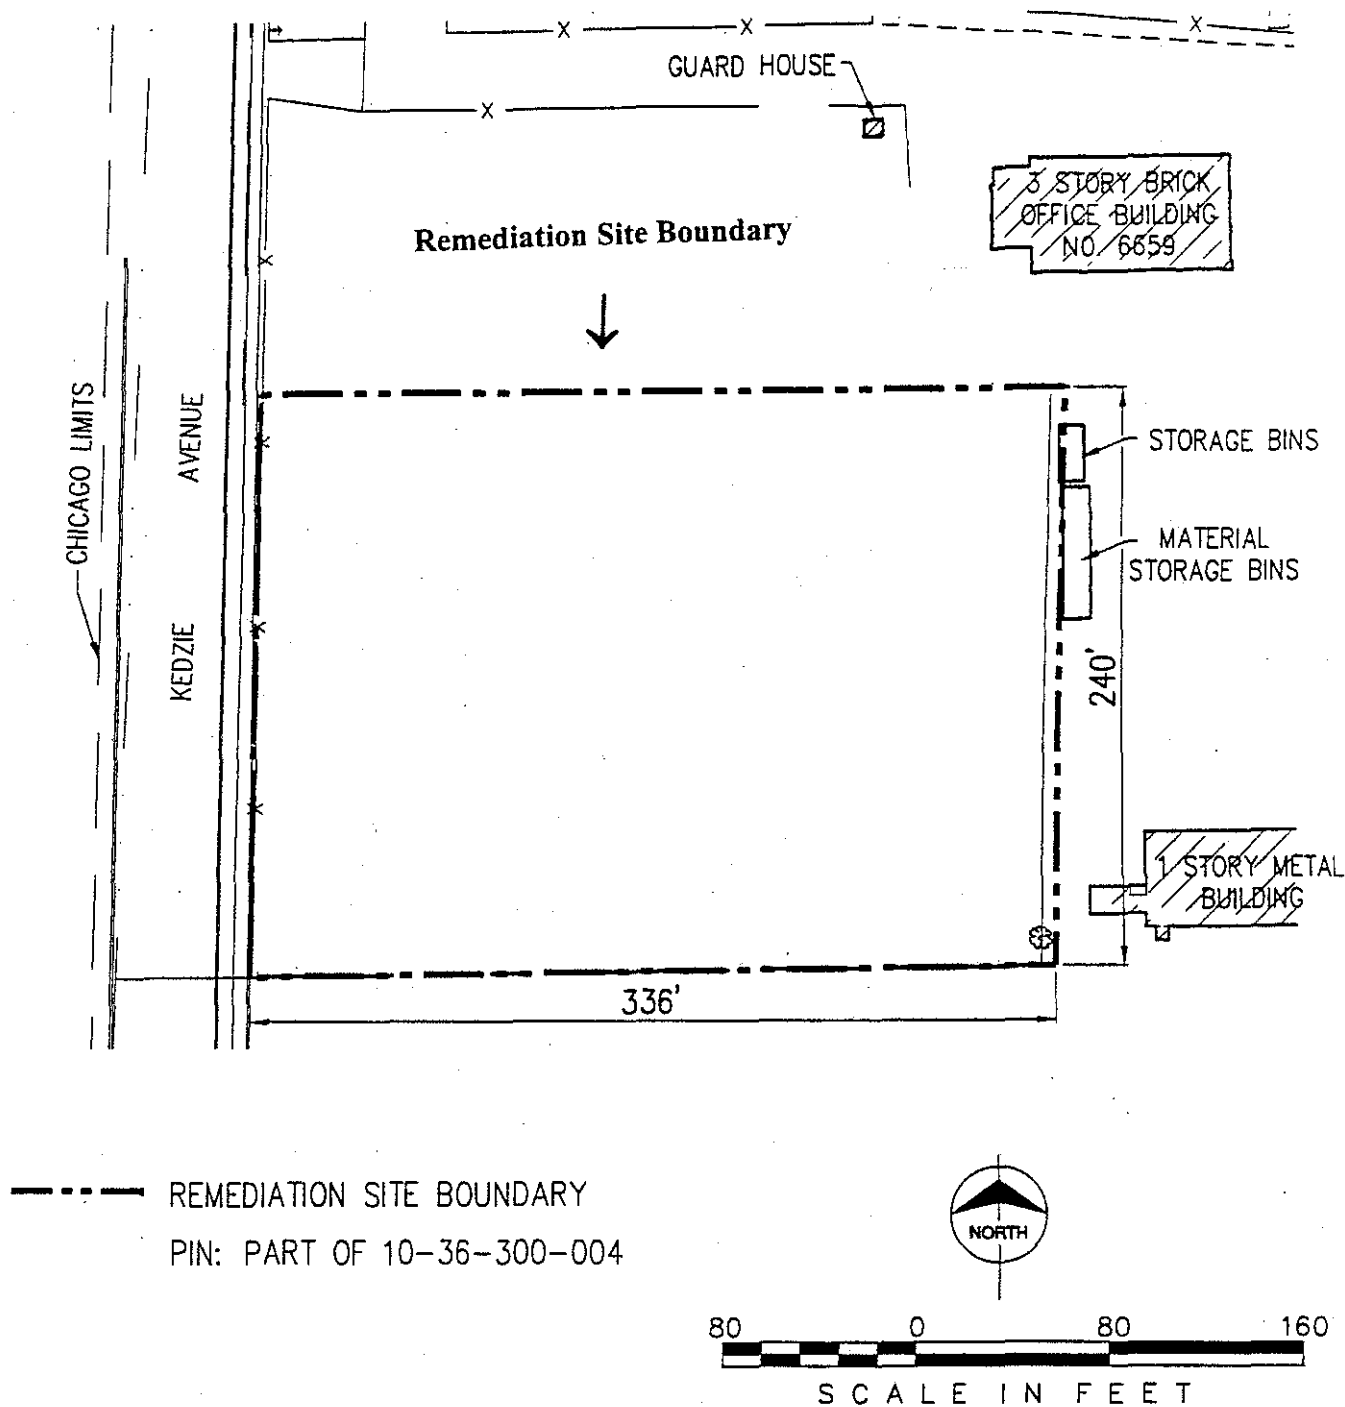 GUARD HOUSE
3 STORY BRICK
OFFICE BUILDING
NO. 6659
Remediation Site Boundary
CHICAGO LIMITS
KEDZIE AVENUE
STORAGE BINS
MATERIAL
STORAGE BINS
240'
1 STORY METAL
BUILDING
336'
REMEDIATION SITE BOUNDARY
PIN: PART OF 10-36-300-004
NORTH
80 0 80 160
SCALE IN FEET